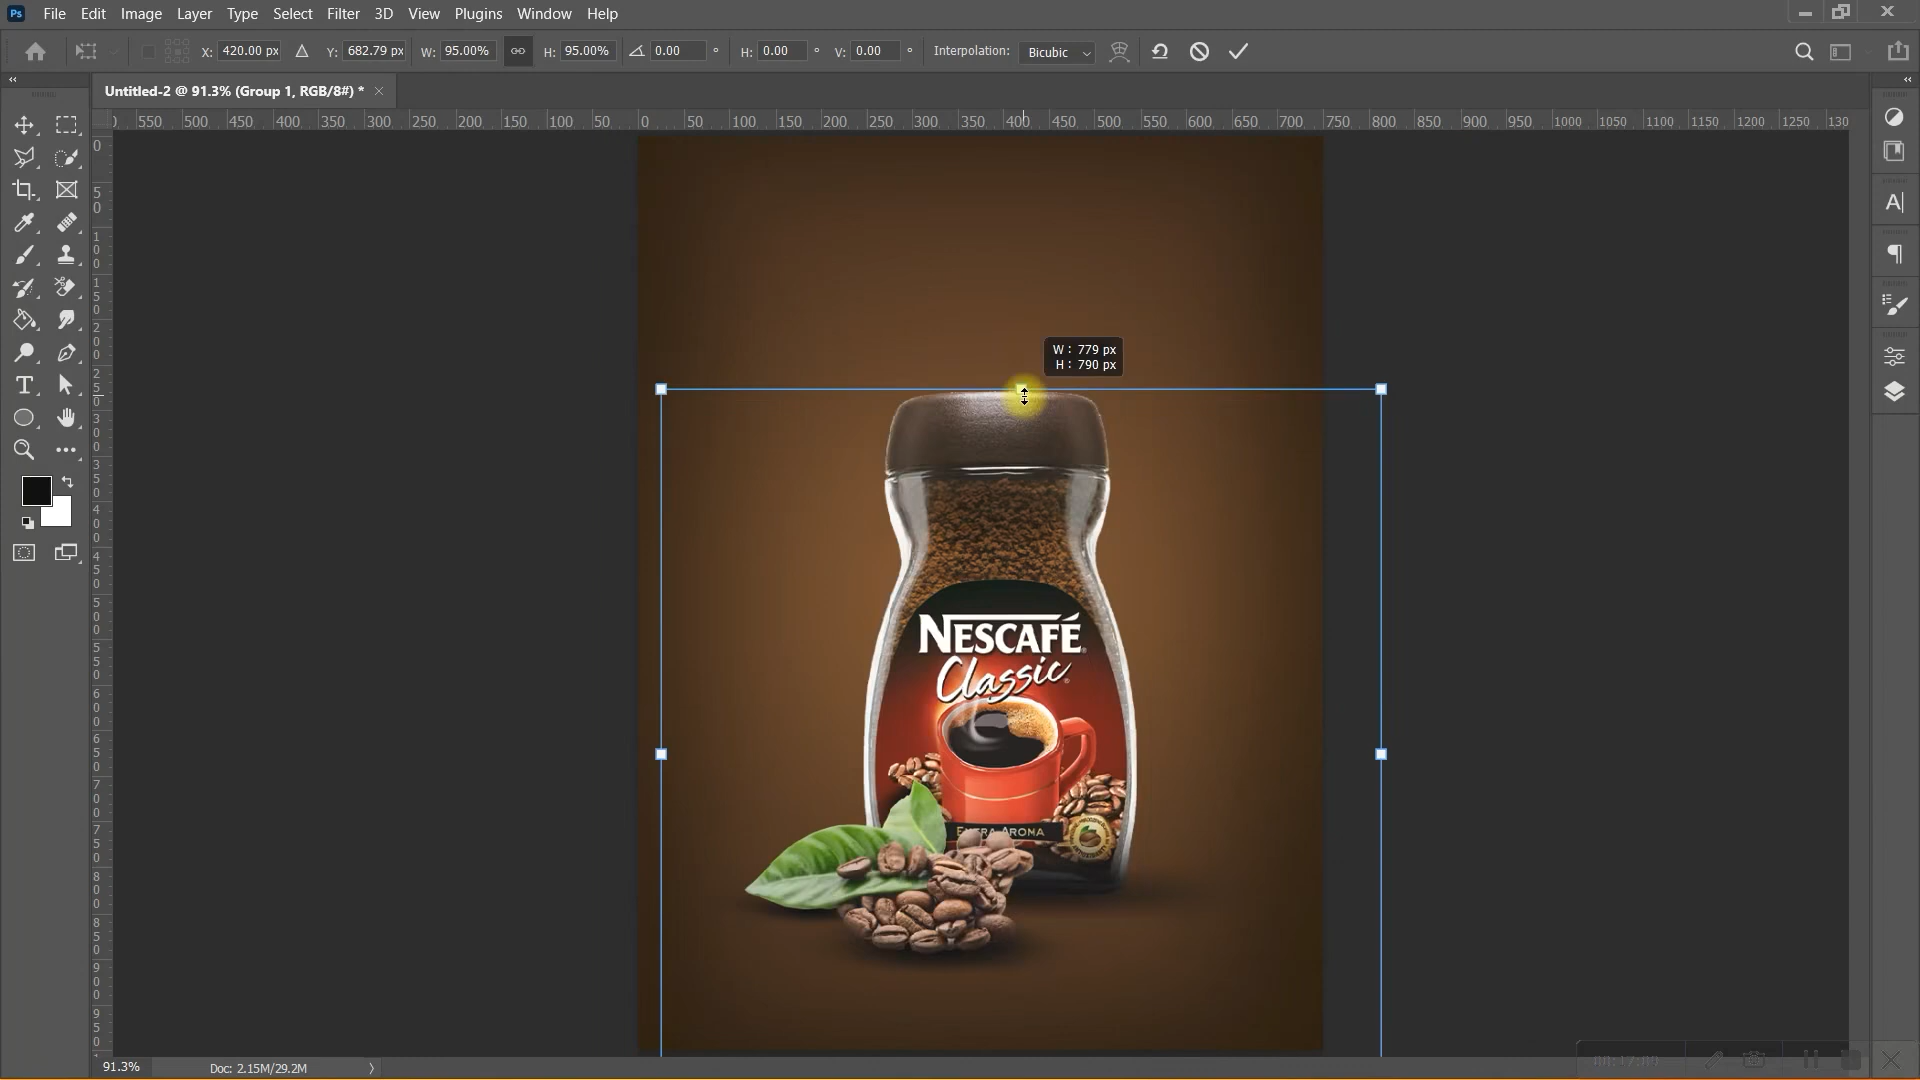 Ps File Edit Image Layer Type Select Filter 3D View Plugins Window Help
X: 420.00 px Y: 682.79 px W: 95.00% H: 95.00% 0.00 ° H: 0.00 ° V: 0.00 ° Interpolation: Bicubic
Untitled-2 @ 91.3% (Group 1, RGB/8#) * ×
550 500 450 400 350 300 250 200 150 100 50 0 50 100 150 200 250 300 350 400 450 500 550 600 650 700 750 800 850 900 950 1000 1050 1100 1150 1200 1250 130
W : 779 px
H : 790 px
NESCAFÉ
Classic
EXTRA AROMA
91.3% Doc: 2.15M/29.2M